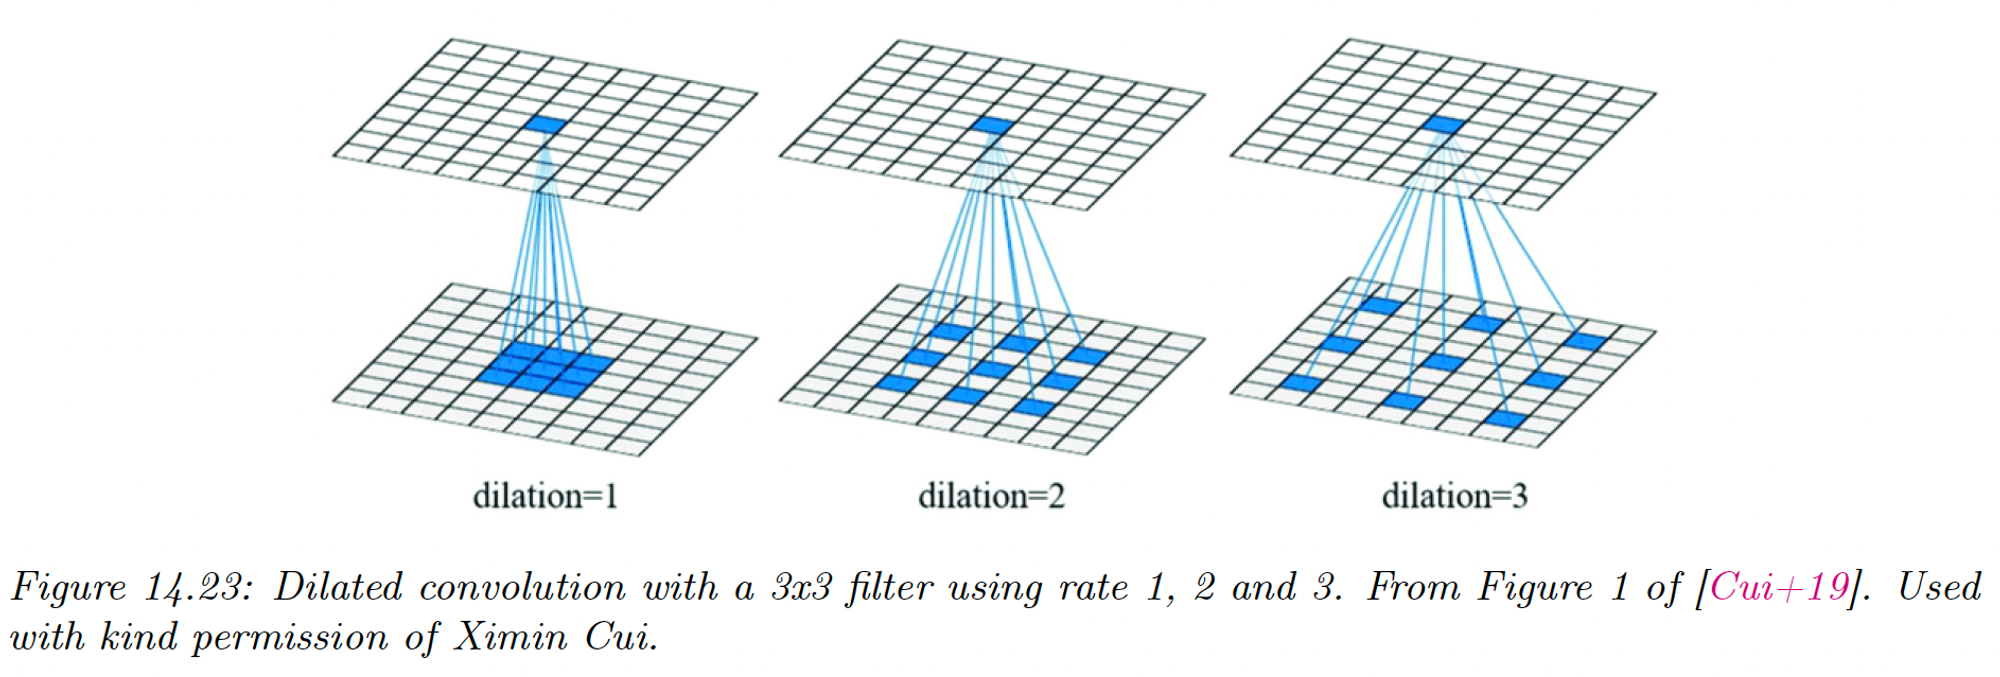 dilation=1
dilation=2
dilation=3
Figure 14.23: Dilated convolution with a 3x3 filter using rate 1, 2 and 3. From Figure 1 of [Cui+19]. Used
with kind permission of Ximin Cui.